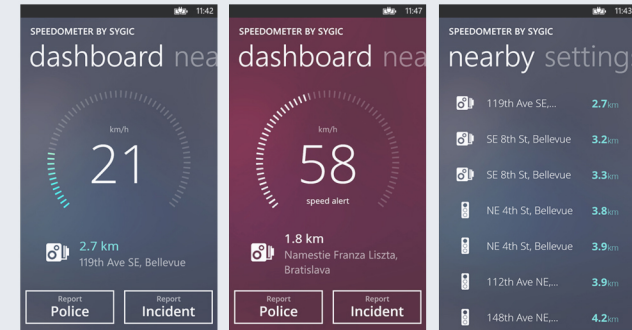 11:42
SPEEDOMETER BY SYGIC
dashboard nea
km/h
21
2.7 km
119th Ave SE, Bellevue
Report
Police
Report
Incident
11:47
SPEEDOMETER BY SYGIC
dashboard nea
km/h
58
speed alert
1.8 km
Namestie Franza Liszta,
Bratislava
Report
Police
Report
Incident
11:43
SPEEDOMETER BY SYGIC
nearby settings
119th Ave SE,... 2.7km
SE 8th St, Bellevue 3.2km
SE 8th St, Bellevue 3.3km
NE 4th St, Bellevue 3.8km
NE 4th St, Bellevue 3.9km
112th Ave NE,... 3.9km
148th Ave NE,... 4.2km